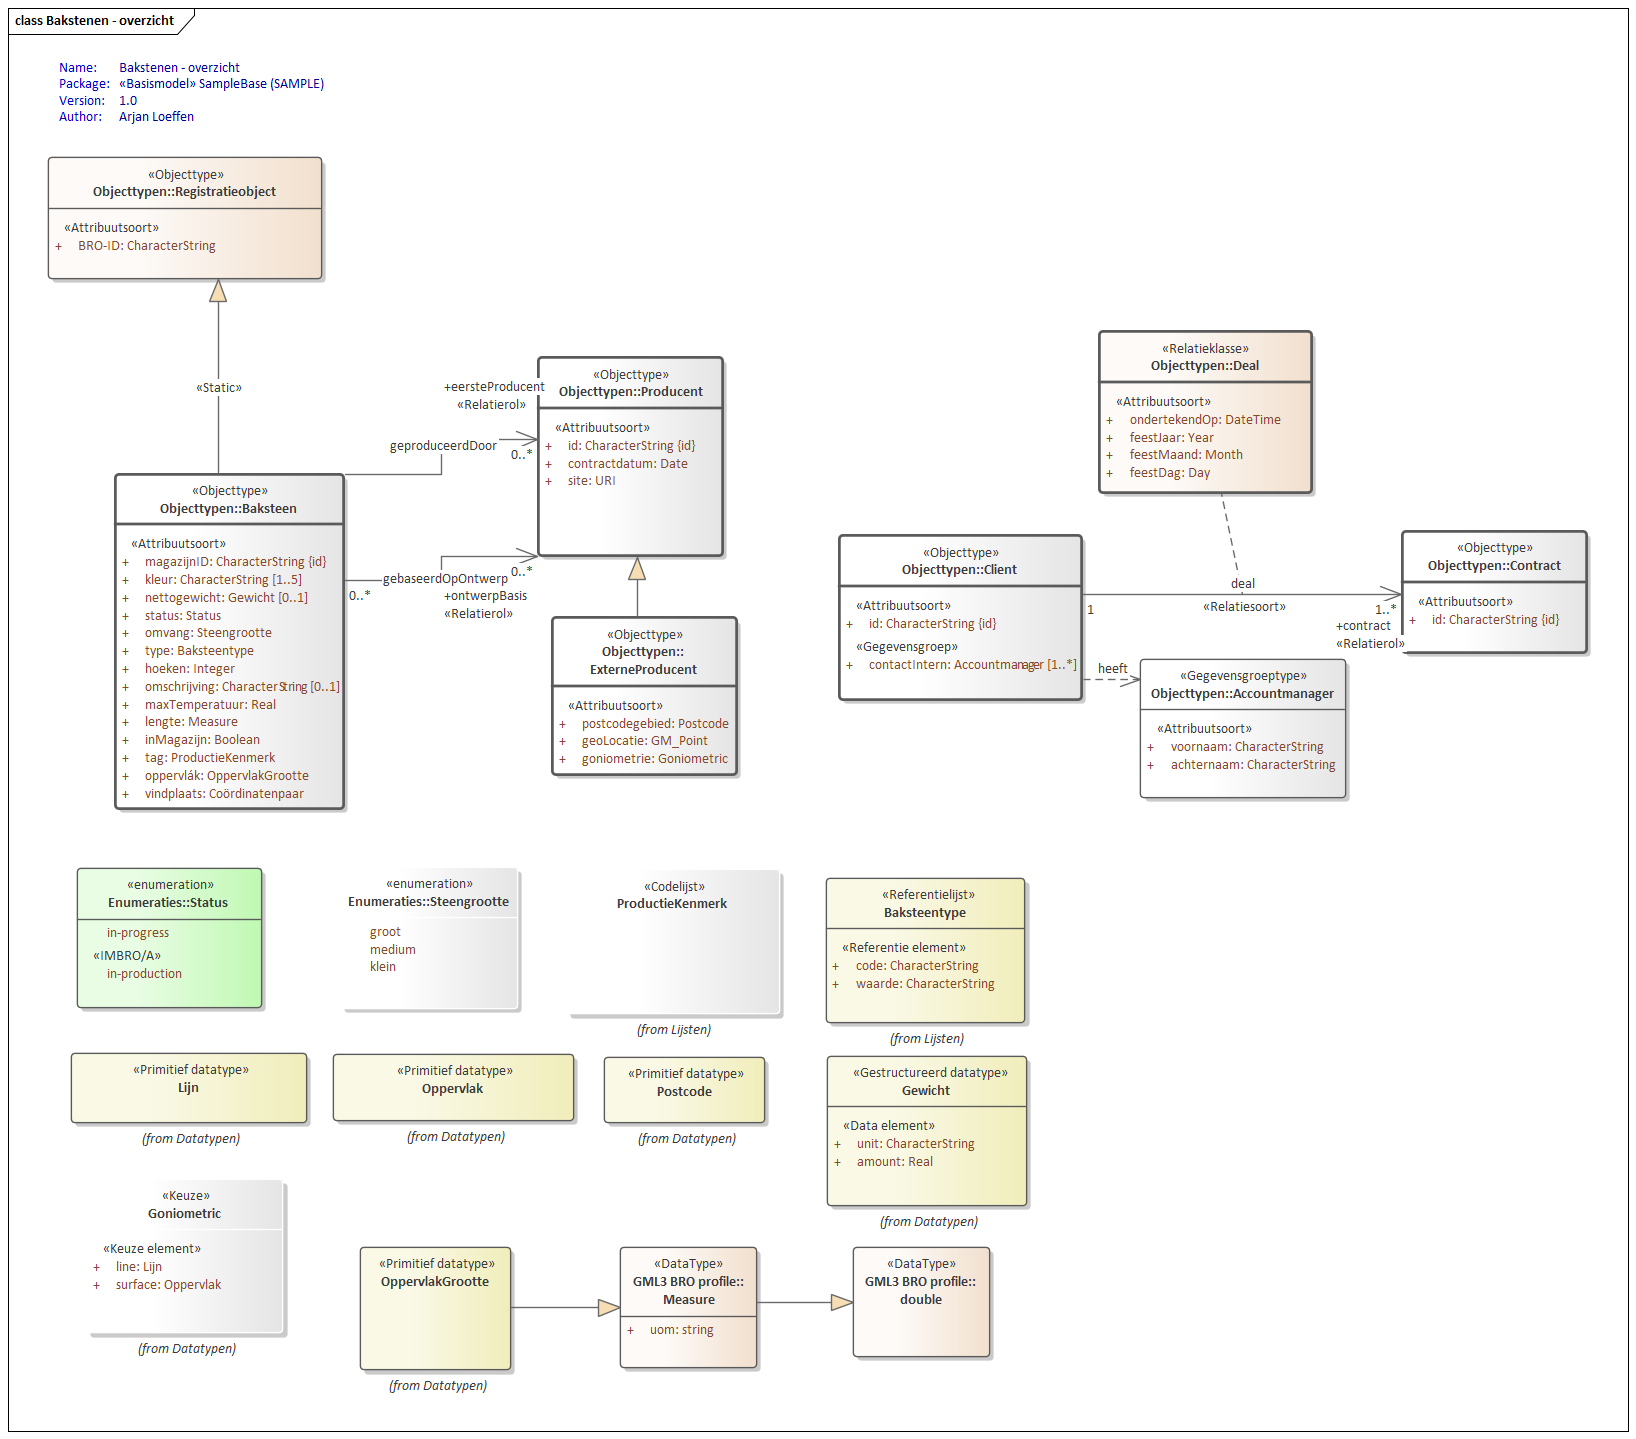 class Bakstenen - overzicht
Name: Bakstenen - overzicht
Package: «Basismodel» SampleBase (SAMPLE)
Version: 1.0
Author: Arjan Loeffen
«Objecttype»
Objecttypen::Registratieobject
«Attribuutsoort»
+ BRO-ID: CharacterString
«Static»
«Objecttype»
Objecttypen::Baksteen
«Attribuutsoort»
+ magazijnID: CharacterString {id}
+ kleur: CharacterString [1..5]
+ nettogewicht: Gewicht [0..1]
+ status: Status
+ omvang: Steengrootte
+ type: Baksteentype
+ hoeken: Integer
+ omschrijving: CharacterString [0..1]
+ maxTemperatuur: Real
+ lengte: Measure
+ inMagazijn: Boolean
+ tag: ProductieKenmerk
+ oppervlák: OppervlakGrootte
+ vindplaats: Coördinatenpaar
+eersteProducent
«Relatierol»
geproduceerdDoor
0..*
gebaseerdOpOntwerp
0..*
0..*
+ontwerpBasis
«Relatierol»
«Objecttype»
Objecttypen::Producent
«Attribuutsoort»
+ id: CharacterString {id}
+ contractdatum: Date
+ site: URI
«Objecttype»
Objecttypen::
ExterneProducent
«Attribuutsoort»
+ postcodegebied: Postcode
+ geoLocatie: GM_Point
+ goniometrie: Goniometric
«Relatieklasse»
Objecttypen::Deal
«Attribuutsoort»
+ ondertekendOp: DateTime
+ feestJaar: Year
+ feestMaand: Month
+ feestDag: Day
«Objecttype»
Objecttypen::Client
«Attribuutsoort»
+ id: CharacterString {id}
«Gegevensgroep»
+ contactIntern: Accountmanager [1..*]
deal
1
«Relatiesoort»
1..*
+contract
«Relatierol»
heeft
«Objecttype»
Objecttypen::Contract
«Attribuutsoort»
+ id: CharacterString {id}
«Gegevensgroeptype»
Objecttypen::Accountmanager
«Attribuutsoort»
+ voornaam: CharacterString
+ achternaam: CharacterString
«enumeration»
Enumeraties::Status
in-progress
«IMBRO/A»
in-production
«enumeration»
Enumeraties::Steengrootte
groot
medium
klein
«Codelijst»
ProductieKenmerk
(from Lijsten)
«Referentielijst»
Baksteentype
«Referentie element»
+ code: CharacterString
+ waarde: CharacterString
(from Lijsten)
«Primitief datatype»
Lijn
(from Datatypen)
«Primitief datatype»
Oppervlak
(from Datatypen)
«Primitief datatype»
Postcode
(from Datatypen)
«Gestructureerd datatype»
Gewicht
«Data element»
+ unit: CharacterString
+ amount: Real
(from Datatypen)
«Keuze»
Goniometric
«Keuze element»
+ line: Lijn
+ surface: Oppervlak
(from Datatypen)
«Primitief datatype»
OppervlakGrootte
(from Datatypen)
«DataType»
GML3 BRO profile::
Measure
+ uom: string
«DataType»
GML3 BRO profile::
double